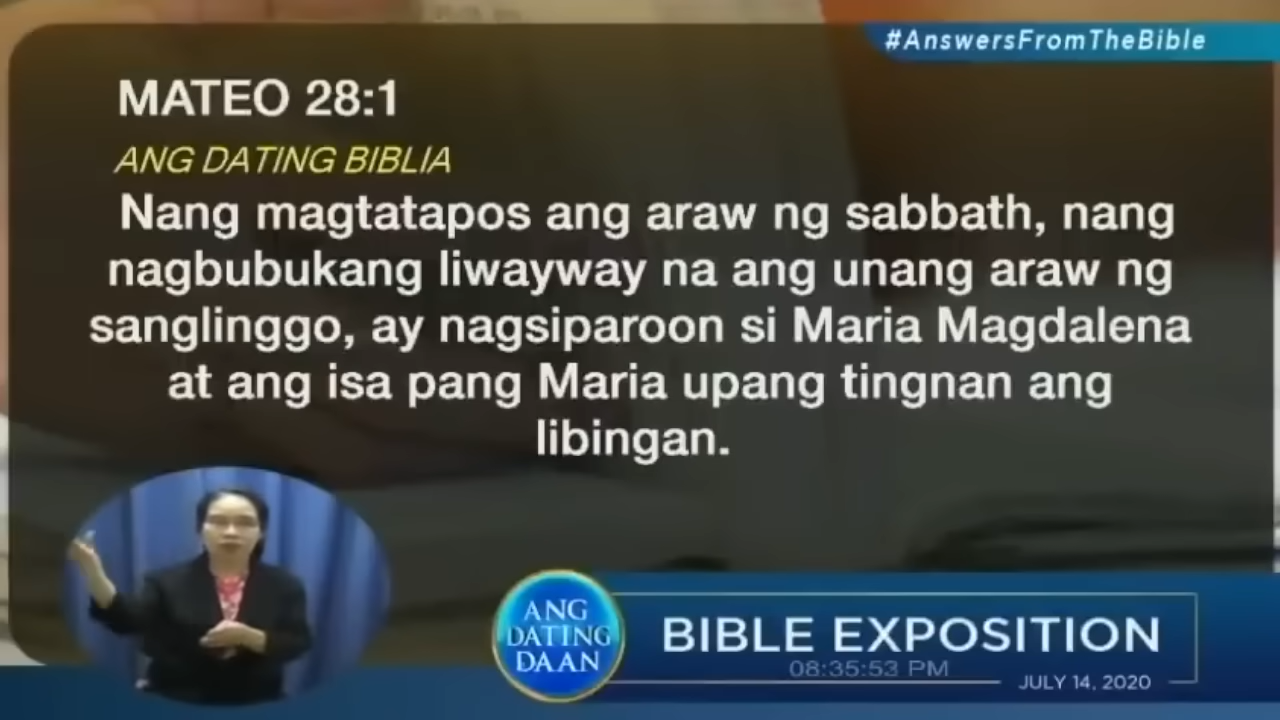 #AnswersFromTheBible
MATEO 28:1
ANG DATING BIBLIA
Nang magtatapos ang araw ng sabbath, nang
nagbubukang liwayway na ang unang araw ng
sanglinggo, ay nagsiparoon si Maria Magdalena
at ang isa pang Maria upang tingnan ang
libingan.
ANG
DATING
DAAN
BIBLE EXPOSITION
08:35:53 PM
JULY 14, 2020